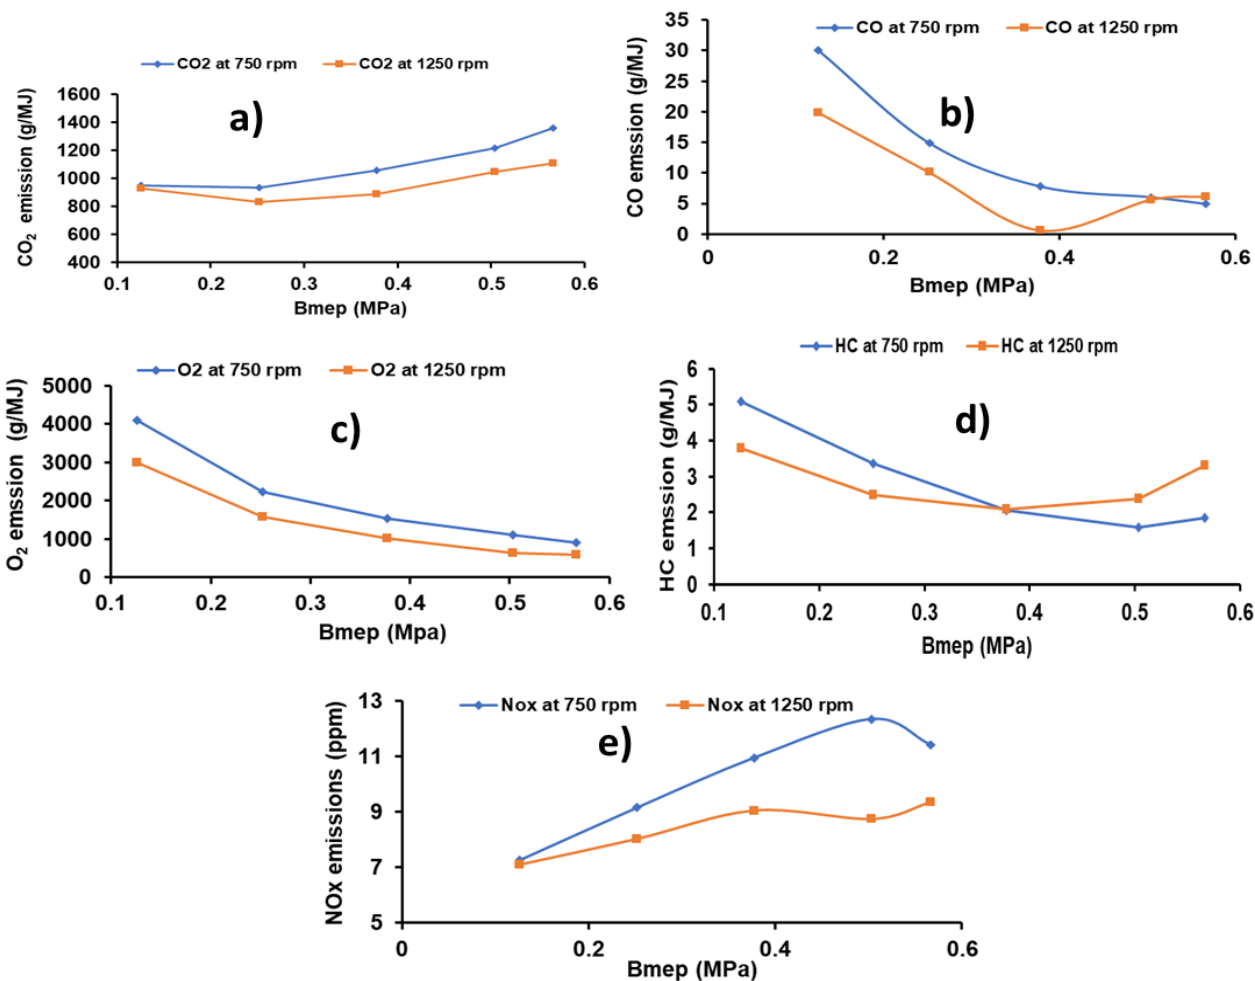 CO2 at 750 rpm CO2 at 1250 rpm
a)
CO2 emission (g/MJ)
1600
1400
1200
1000
800
600
400
0.1 0.2 0.3 0.4 0.5 0.6
Bmep (MPa)
CO at 750 rpm CO at 1250 rpm
b)
CO emssion (g/MJ)
35
30
25
20
15
10
5
0
0 0.2 0.4 0.6
Bmep (MPa)
O2 at 750 rpm O2 at 1250 rpm
c)
O2 emssion (g/MJ)
5000
4000
3000
2000
1000
0
0.1 0.2 0.3 0.4 0.5 0.6
Bmep (Mpa)
HC at 750 rpm HC at 1250 rpm
d)
HC emssion (g/MJ)
6
5
4
3
2
1
0
0.1 0.2 0.3 0.4 0.5 0.6
Bmep (MPa)
Nox at 750 rpm Nox at 1250 rpm
e)
NOx emissions (ppm)
13
11
9
7
5
0 0.2 0.4 0.6
Bmep (MPa)